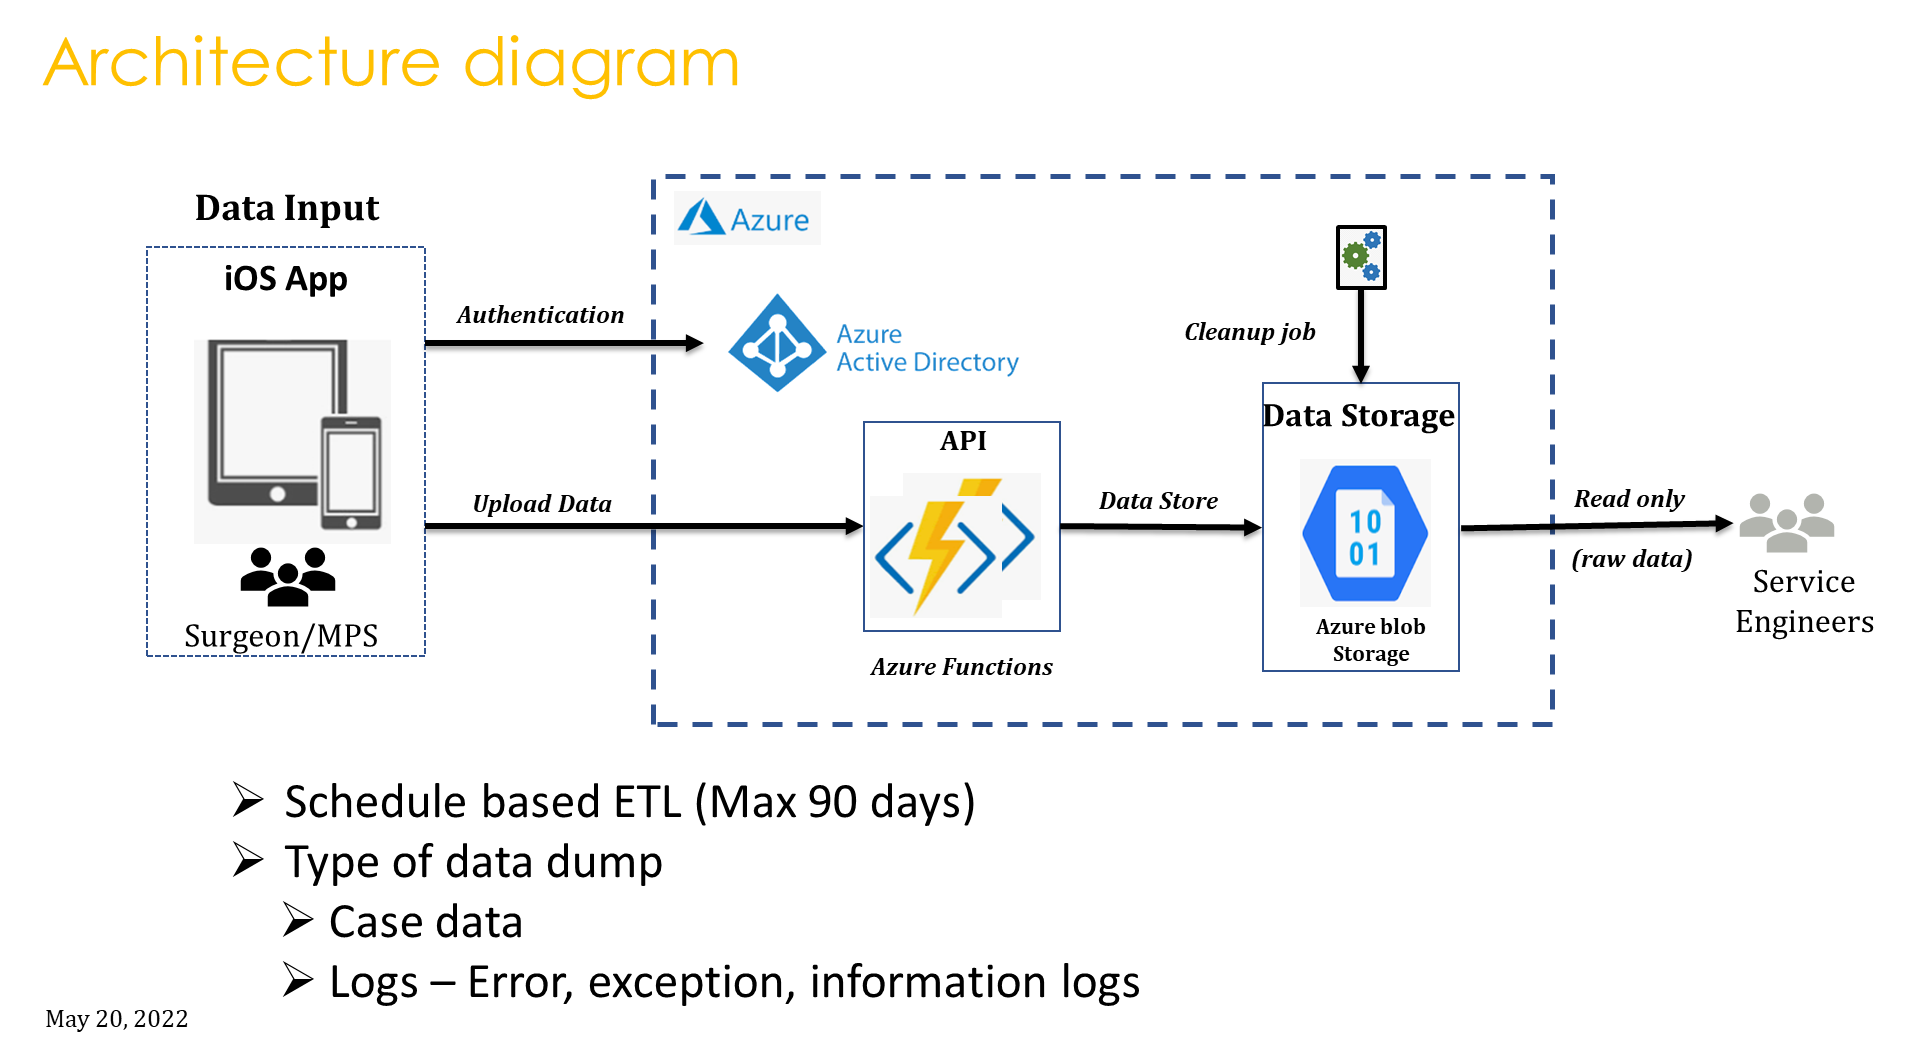 Architecture diagram
Data Input
iOS App
Surgeon/MPS
Authentication
Upload Data
Azure
Azure
Active Directory
API
Azure Functions
Data Store
Cleanup job
Data Storage
10
01
Azure blob
Storage
Read only
(raw data)
Service
Engineers
Schedule based ETL (Max 90 days)
Type of data dump
Case data
Logs – Error, exception, information logs
May 20, 2022